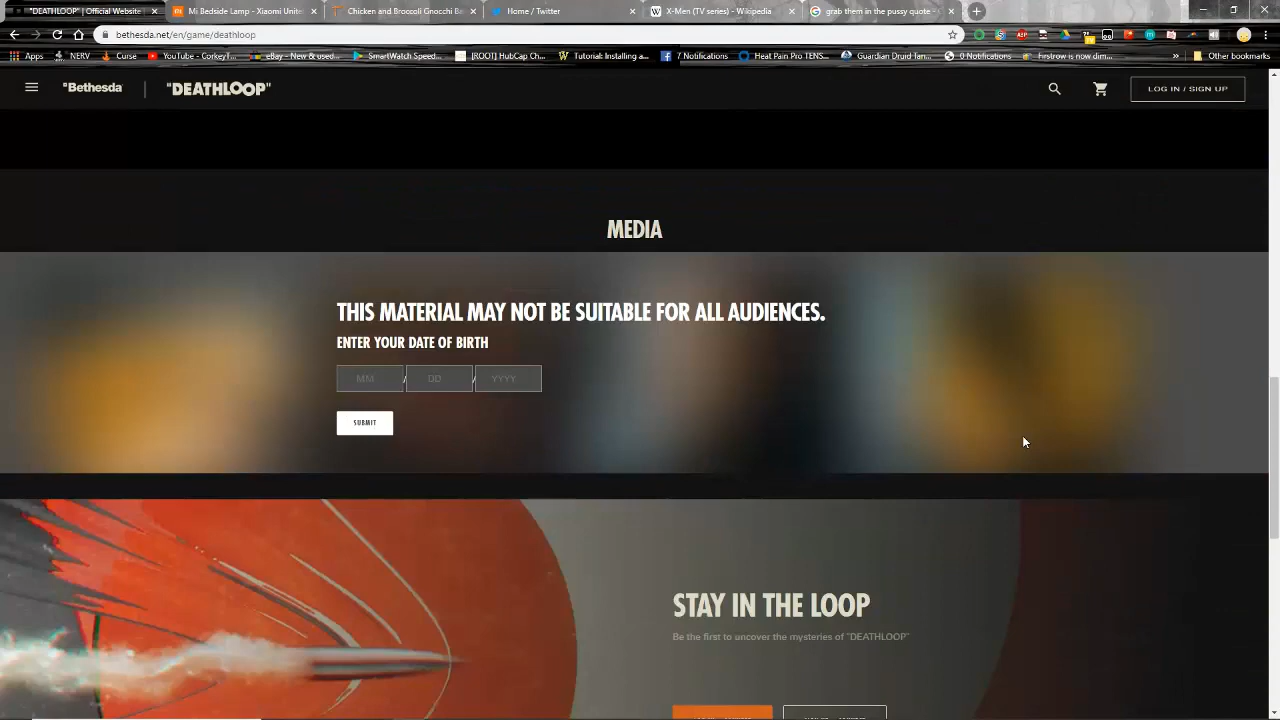 "DEATHLOOP" | Official Website
Mi Bedside Lamp - Xiaomi Unite
Chicken and Broccoli Gnocchi Ba
Home / Twitter
X-Men (TV series) - Wikipedia
grab them in the pussy quote -
bethesda.net/en/game/deathloop
Apps
NERV
Curse
YouTube - CorkeyT...
eBay - New & used...
SmartWatch Speed...
[ROOT] HubCap Ch...
Tutorial: Installing a...
7 Notifications
Heat Pain Pro TENS...
Guardian Druid Tan...
0 Notifications
Firstrow is now dim...
Other bookmarks
"Bethesda
"DEATHLOOP"
LOG IN / SIGN UP
MEDIA
THIS MATERIAL MAY NOT BE SUITABLE FOR ALL AUDIENCES.
ENTER YOUR DATE OF BIRTH
MM / DD / YYYY
SUBMIT
STAY IN THE LOOP
Be the first to uncover the mysteries of "DEATHLOOP"